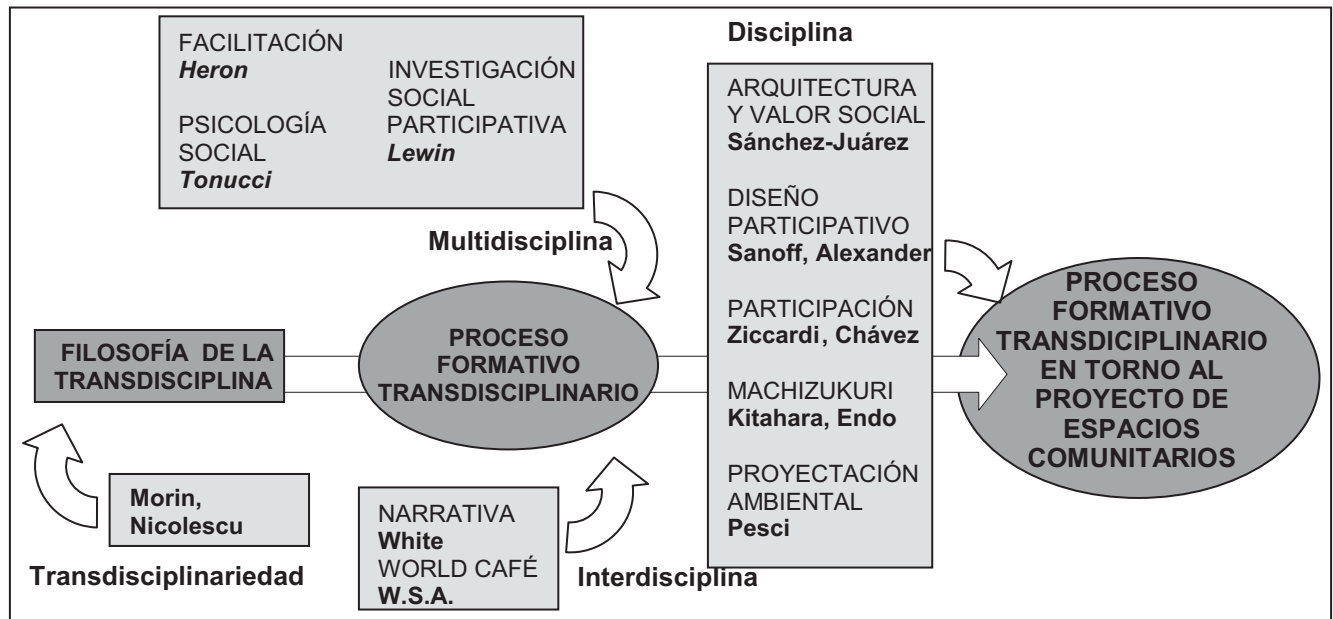 FACILITACIÓN
Heron
PSICOLOGÍA
SOCIAL
Tonucci
INVESTIGACIÓN
SOCIAL
PARTICIPATIVA
Lewin
Multidisciplina
Disciplina
ARQUITECTURA
Y VALOR SOCIAL
Sánchez-Juárez
DISEÑO
PARTICIPATIVO
Sanoff, Alexander
PARTICIPACIÓN
Ziccardi, Chávez
MACHIZUKURI
Kitahara, Endo
PROYECTACIÓN
AMBIENTAL
Pesci
FILOSOFÍA DE LA
TRANSDISCIPLINA
PROCESO
FORMATIVO
TRANSDISCIPLINARIO
PROCESO
FORMATIVO
TRANSDICIPLINARIO
EN TORNO AL
PROYECTO DE
ESPACIOS
COMUNITARIOS
Morin,
Nicolescu
Transdisciplinariedad
NARRATIVA
White
WORLD CAFÉ
W.S.A.
Interdisciplina